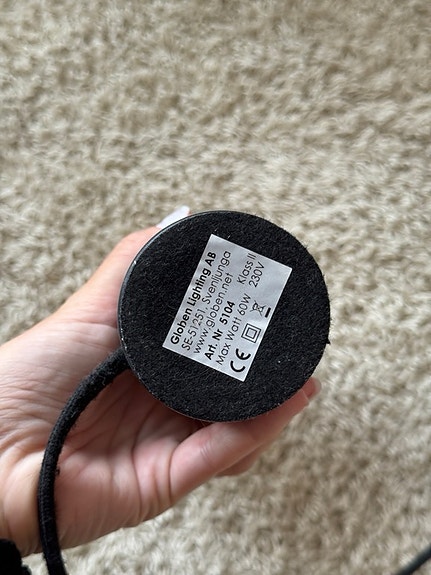 Globen Lighting AB
SE-51251, Svenljunga
www.globen.net
Art. Nr 5104
Max Watt 60W Klass II
230V
CE